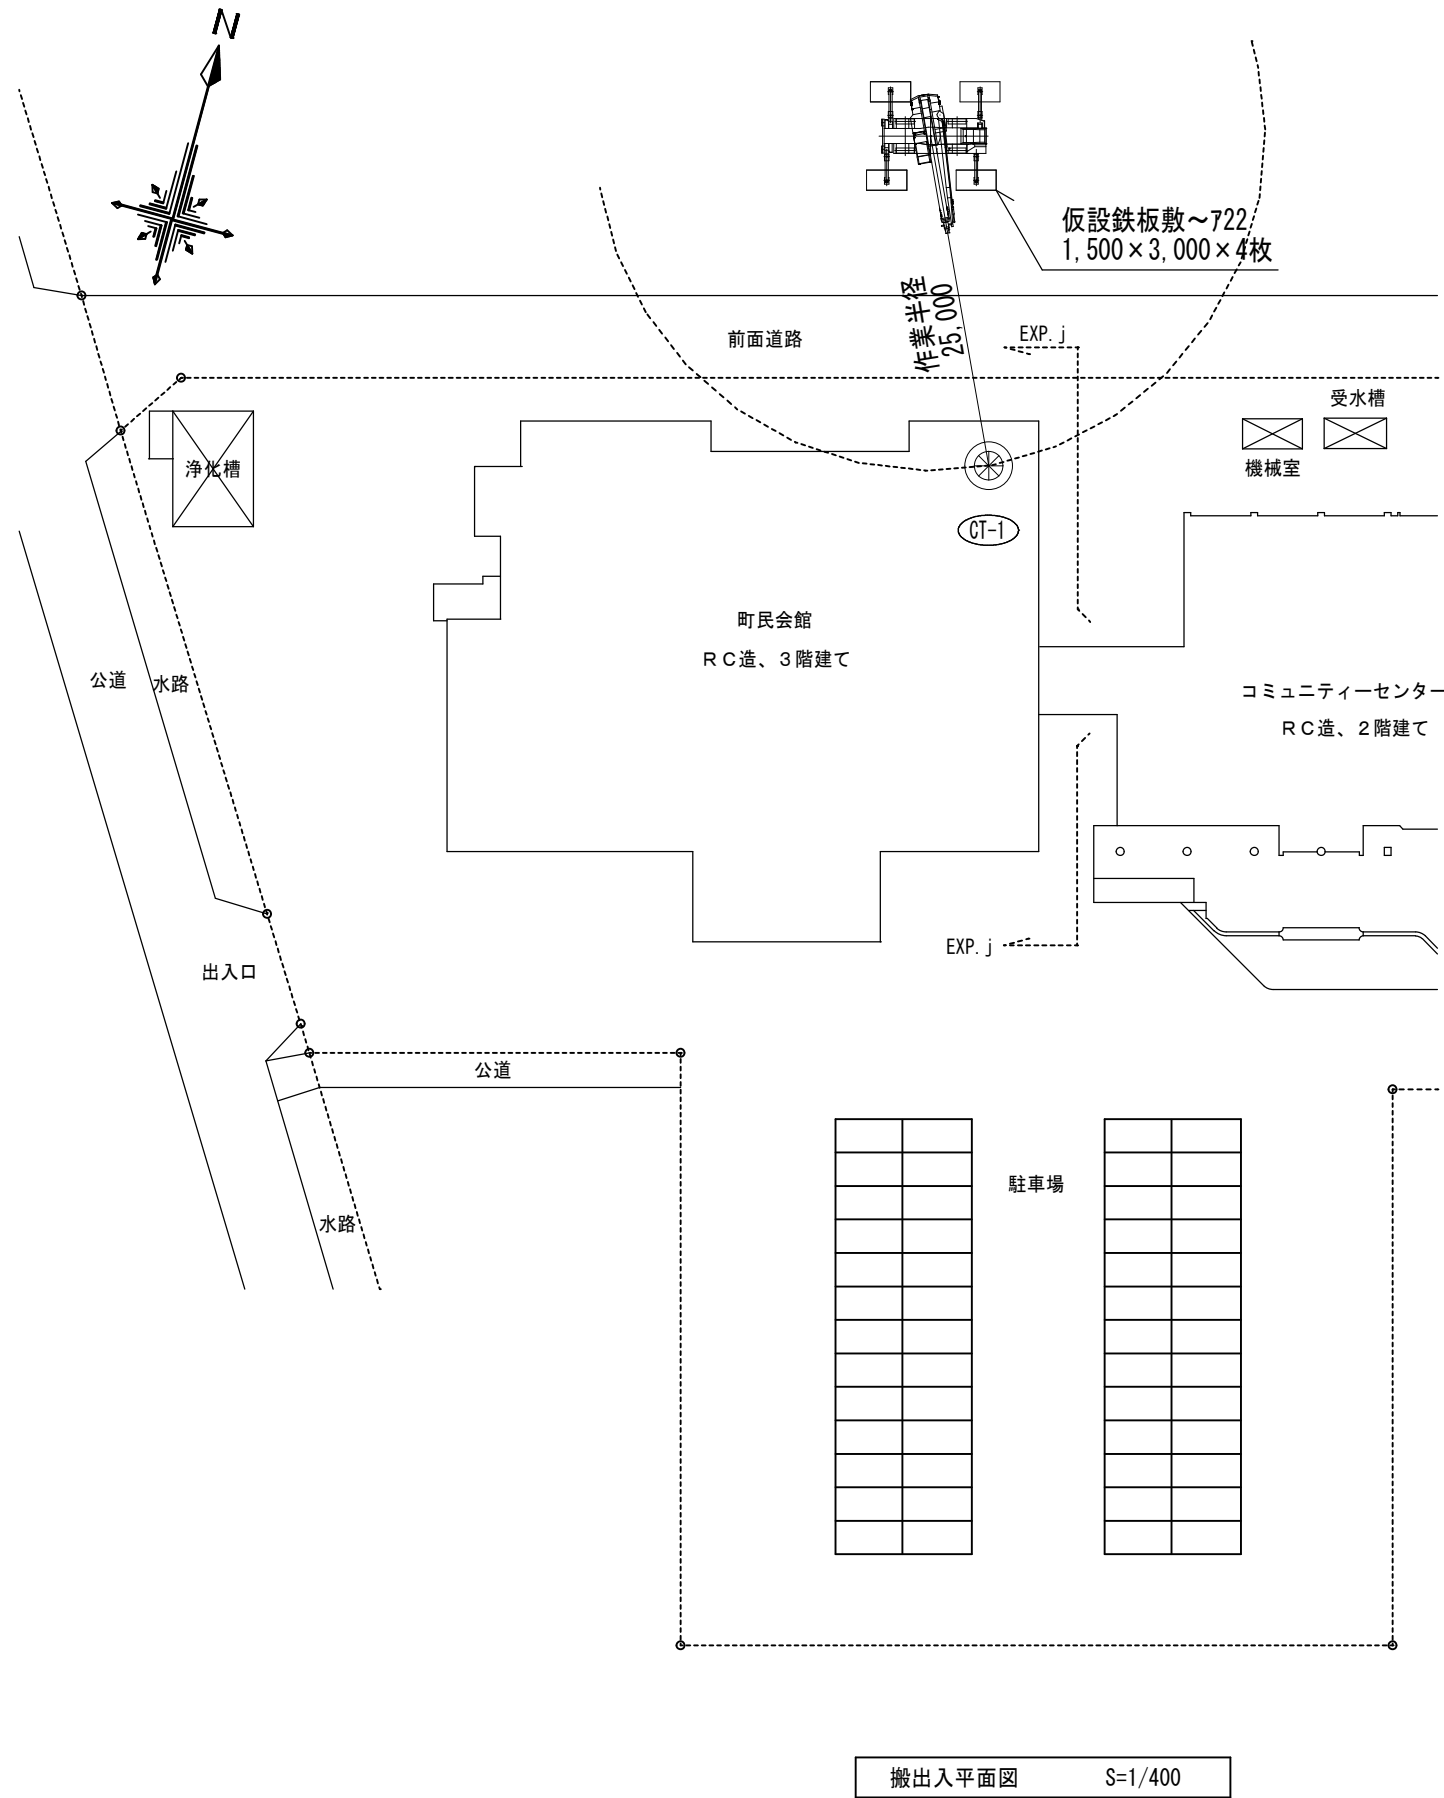 N
仮設鉄板敷～ｱ22
1,500×3,000×4枚
作業半径
25,000
前面道路
EXP.j
受水槽
機械室
浄化槽
CT-1
町民会館
ＲＣ造、３階建て
公道
水路
コミュニティーセンター
ＲＣ造、２階建て
EXP.j
出入口
公道
駐車場
水路
搬出入平面図 S=1/400